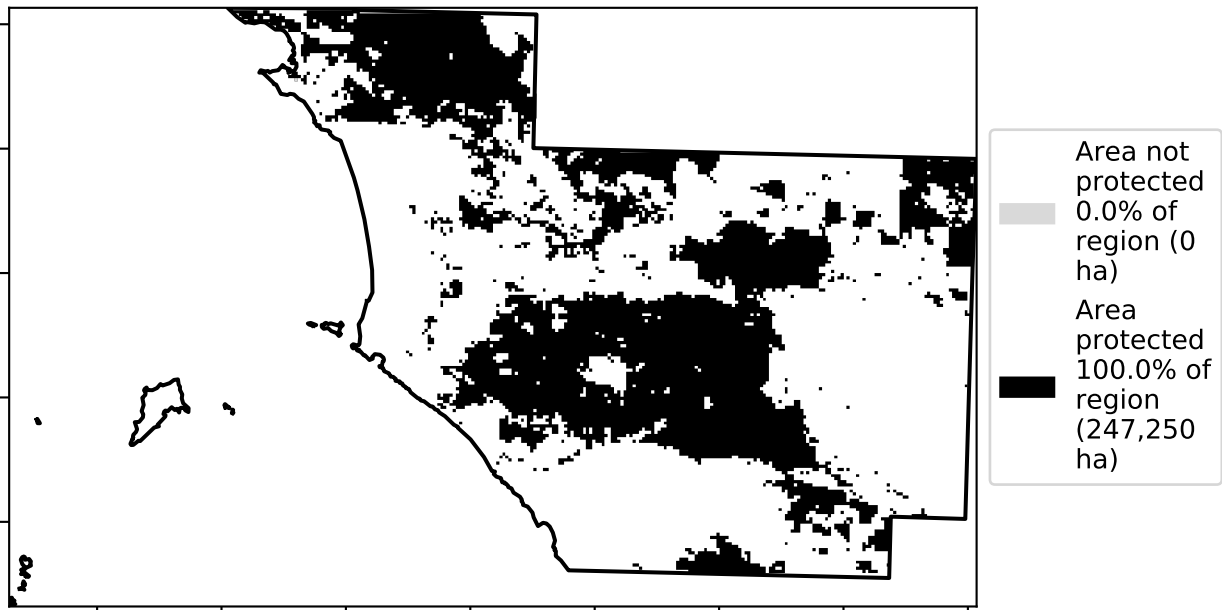 Area not
protected
0.0% of
region (0
ha)
Area
protected
100.0% of
region
(247,250
ha)